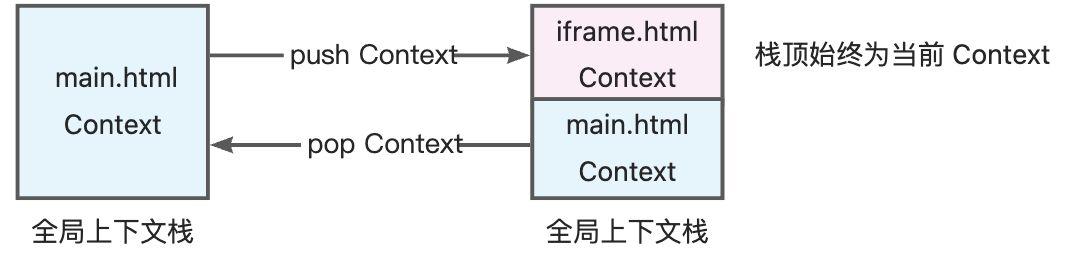 main.html
Context
全局上下文栈
push Context
pop Context
iframe.html
Context
main.html
Context
全局上下文栈
栈顶始终为当前 Context